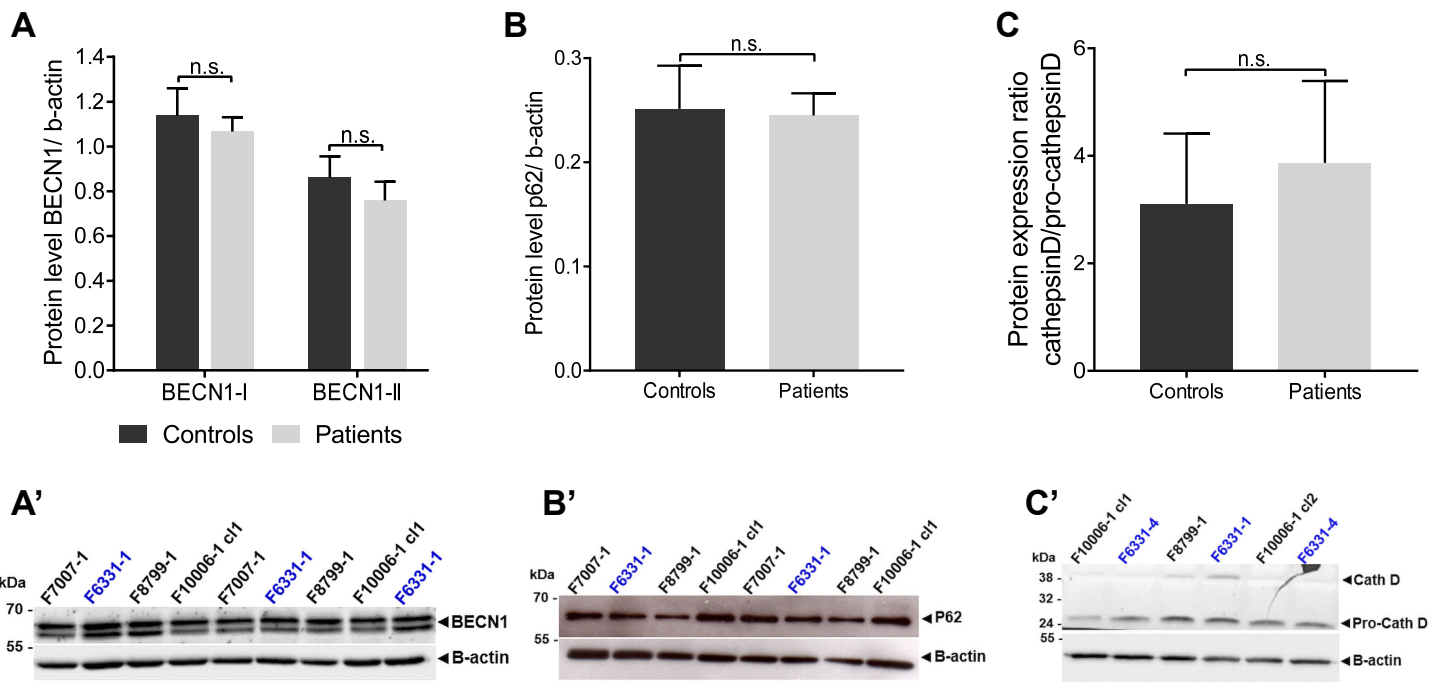 A
Protein level BECN1/ b-actin
1.4
1.2
1.0
0.8
0.6
0.4
0.2
0.0
n.s.
n.s.
BECN1-I
BECN1-II
Controls
Patients
B
Protein level p62/ b-actin
0.3
0.2
0.1
0.0
n.s.
Controls
Patients
C
Protein expression ratio
cathepsinD/pro-cathepsinD
6
4
2
0
n.s.
Controls
Patients
A’
F7007-1
F6331-1
F8799-1
F10006-1 cl1
F7007-1
F6331-1
F8799-1
F10006-1 cl1
F6331-1
kDa
70 -
55 -
BECN1
B-actin
B’
F7007-1
F6331-1
F8799-1
F10006-1 cl1
F7007-1
F6331-1
F8799-1
F10006-1 cl1
kDa
70 -
55 -
P62
B-actin
C’
F10006-1 cl1
F6331-4
F8799-1
F6331-1
F10006-1 cl2
F6331-4
kDa
38 -
32 -
24 -
55 -
Cath D
Pro-Cath D
B-actin